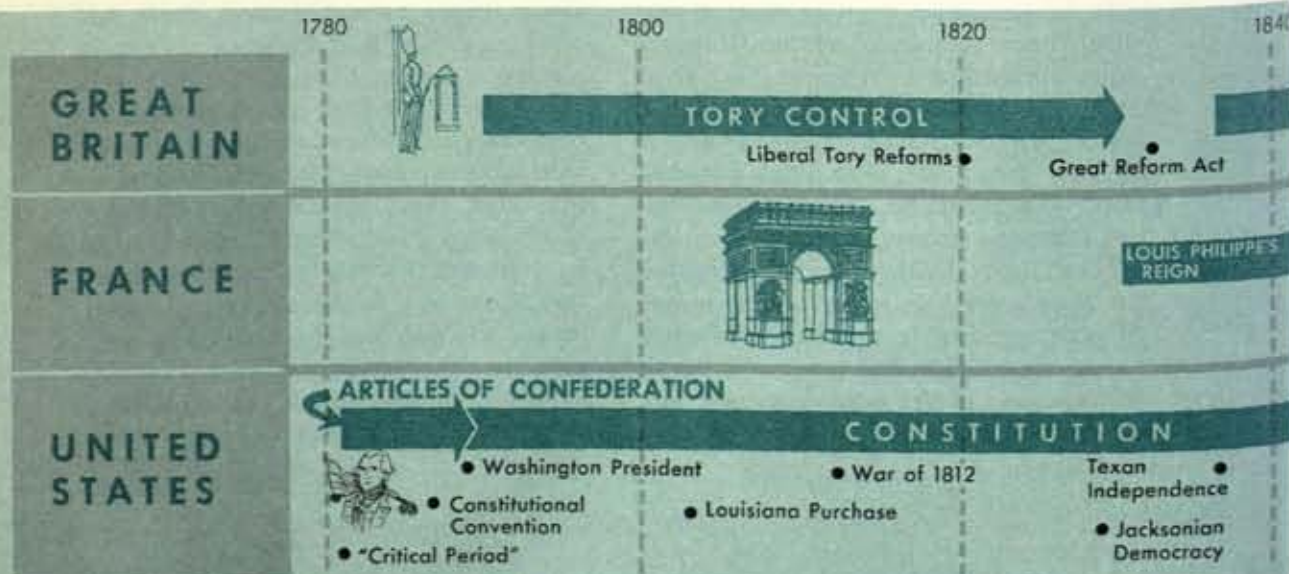 1780 1800 1820 1840
GREAT
BRITAIN
TORY CONTROL
Liberal Tory Reforms
Great Reform Act
FRANCE
LOUIS PHILIPPE'S
REIGN
UNITED
STATES
ARTICLES OF CONFEDERATION
CONSTITUTION
Washington President
War of 1812
Texan
Independence
Constitutional
Convention
Louisiana Purchase
Jacksonian
Democracy
"Critical Period"